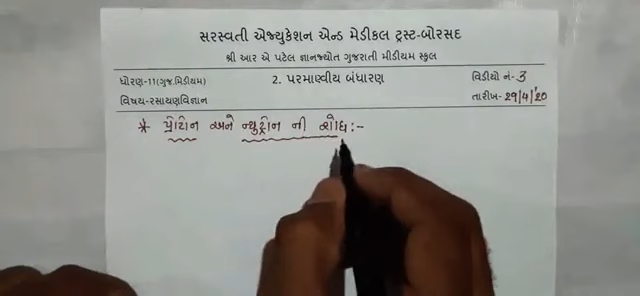 સરસ્વતી એજ્યુકેશન એન્ડ મેડીકલ ટ્રસ્ટ-બોરસદ
શ્રી આર એ પટેલ જ્ઞાનજ્યોત ગુજરાતી મીડીયમ સ્કુલ
ધોરણ-11(ગુજ.મિડીયમ) 2. પરમાણ્વીય બંધારણ વિડીયો નં-3
વિષય-રસાયણવિજ્ઞાન તારીખ-29/4/'20
* પ્રોટોન અને ન્યુટ્રોન ની શોધ:-